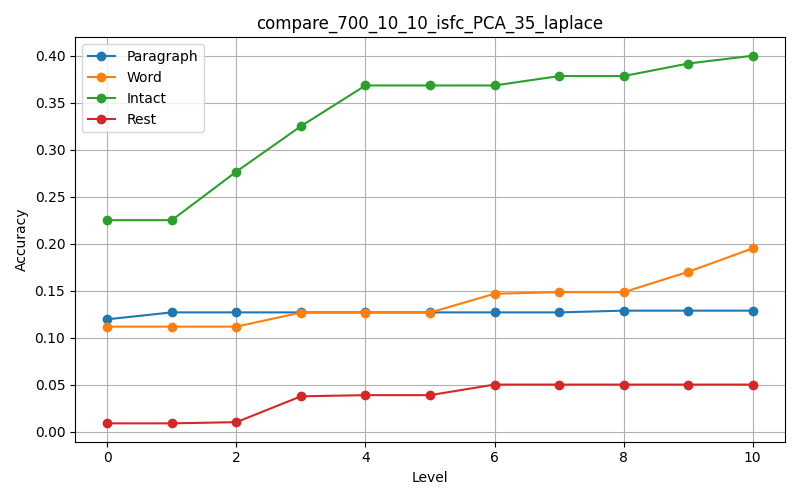 compare_700_10_10_isfc_PCA_35_laplace
Paragraph
Word
Intact
Rest
Accuracy
0.40
0.35
0.30
0.25
0.20
0.15
0.10
0.05
0.00
0 2 4 6 8 10
Level